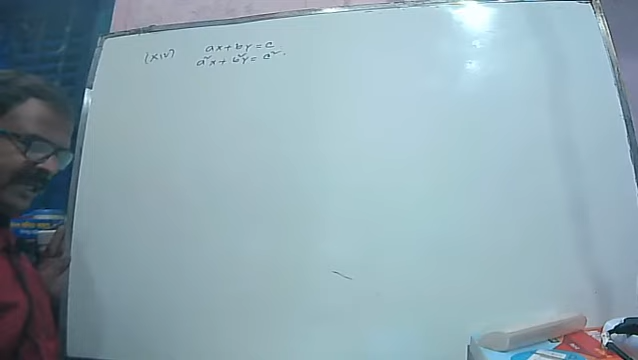 (xiv) ax+by=c
a²x+b²y=c².